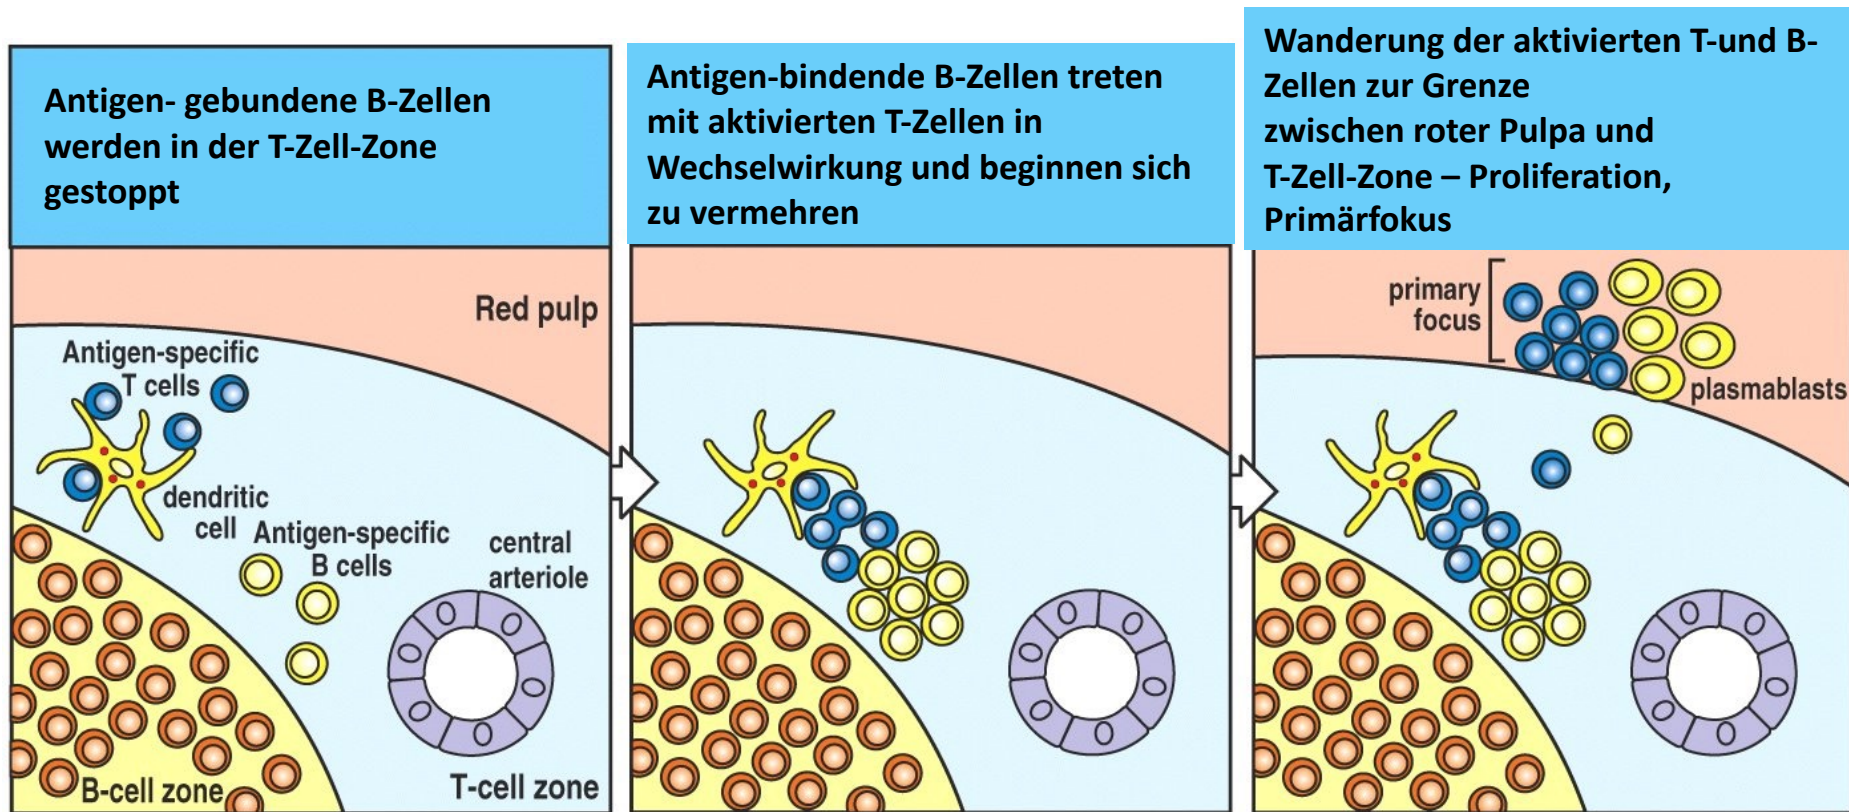 Antigen- gebundene B-Zellen
werden in der T-Zell-Zone
gestoppt
Antigen-bindende B-Zellen treten
mit aktivierten T-Zellen in
Wechselwirkung und beginnen sich
zu vermehren
Wanderung der aktivierten T-und B-
Zellen zur Grenze
zwischen roter Pulpa und
T-Zell-Zone – Proliferation,
Primärfokus
Red pulp
Antigen-specific
T cells
dendritic
cell
Antigen-specific
B cells
central
arteriole
B-cell zone
T-cell zone
primary
focus
plasmablasts